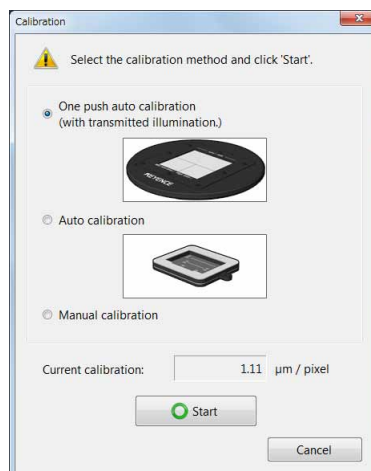 Calibration
Select the calibration method and click 'Start'.
One push auto calibration
(with transmitted illumination.)
KEYENCE
Auto calibration
Manual calibration
Current calibration: 1.11 µm / pixel
Start
Cancel